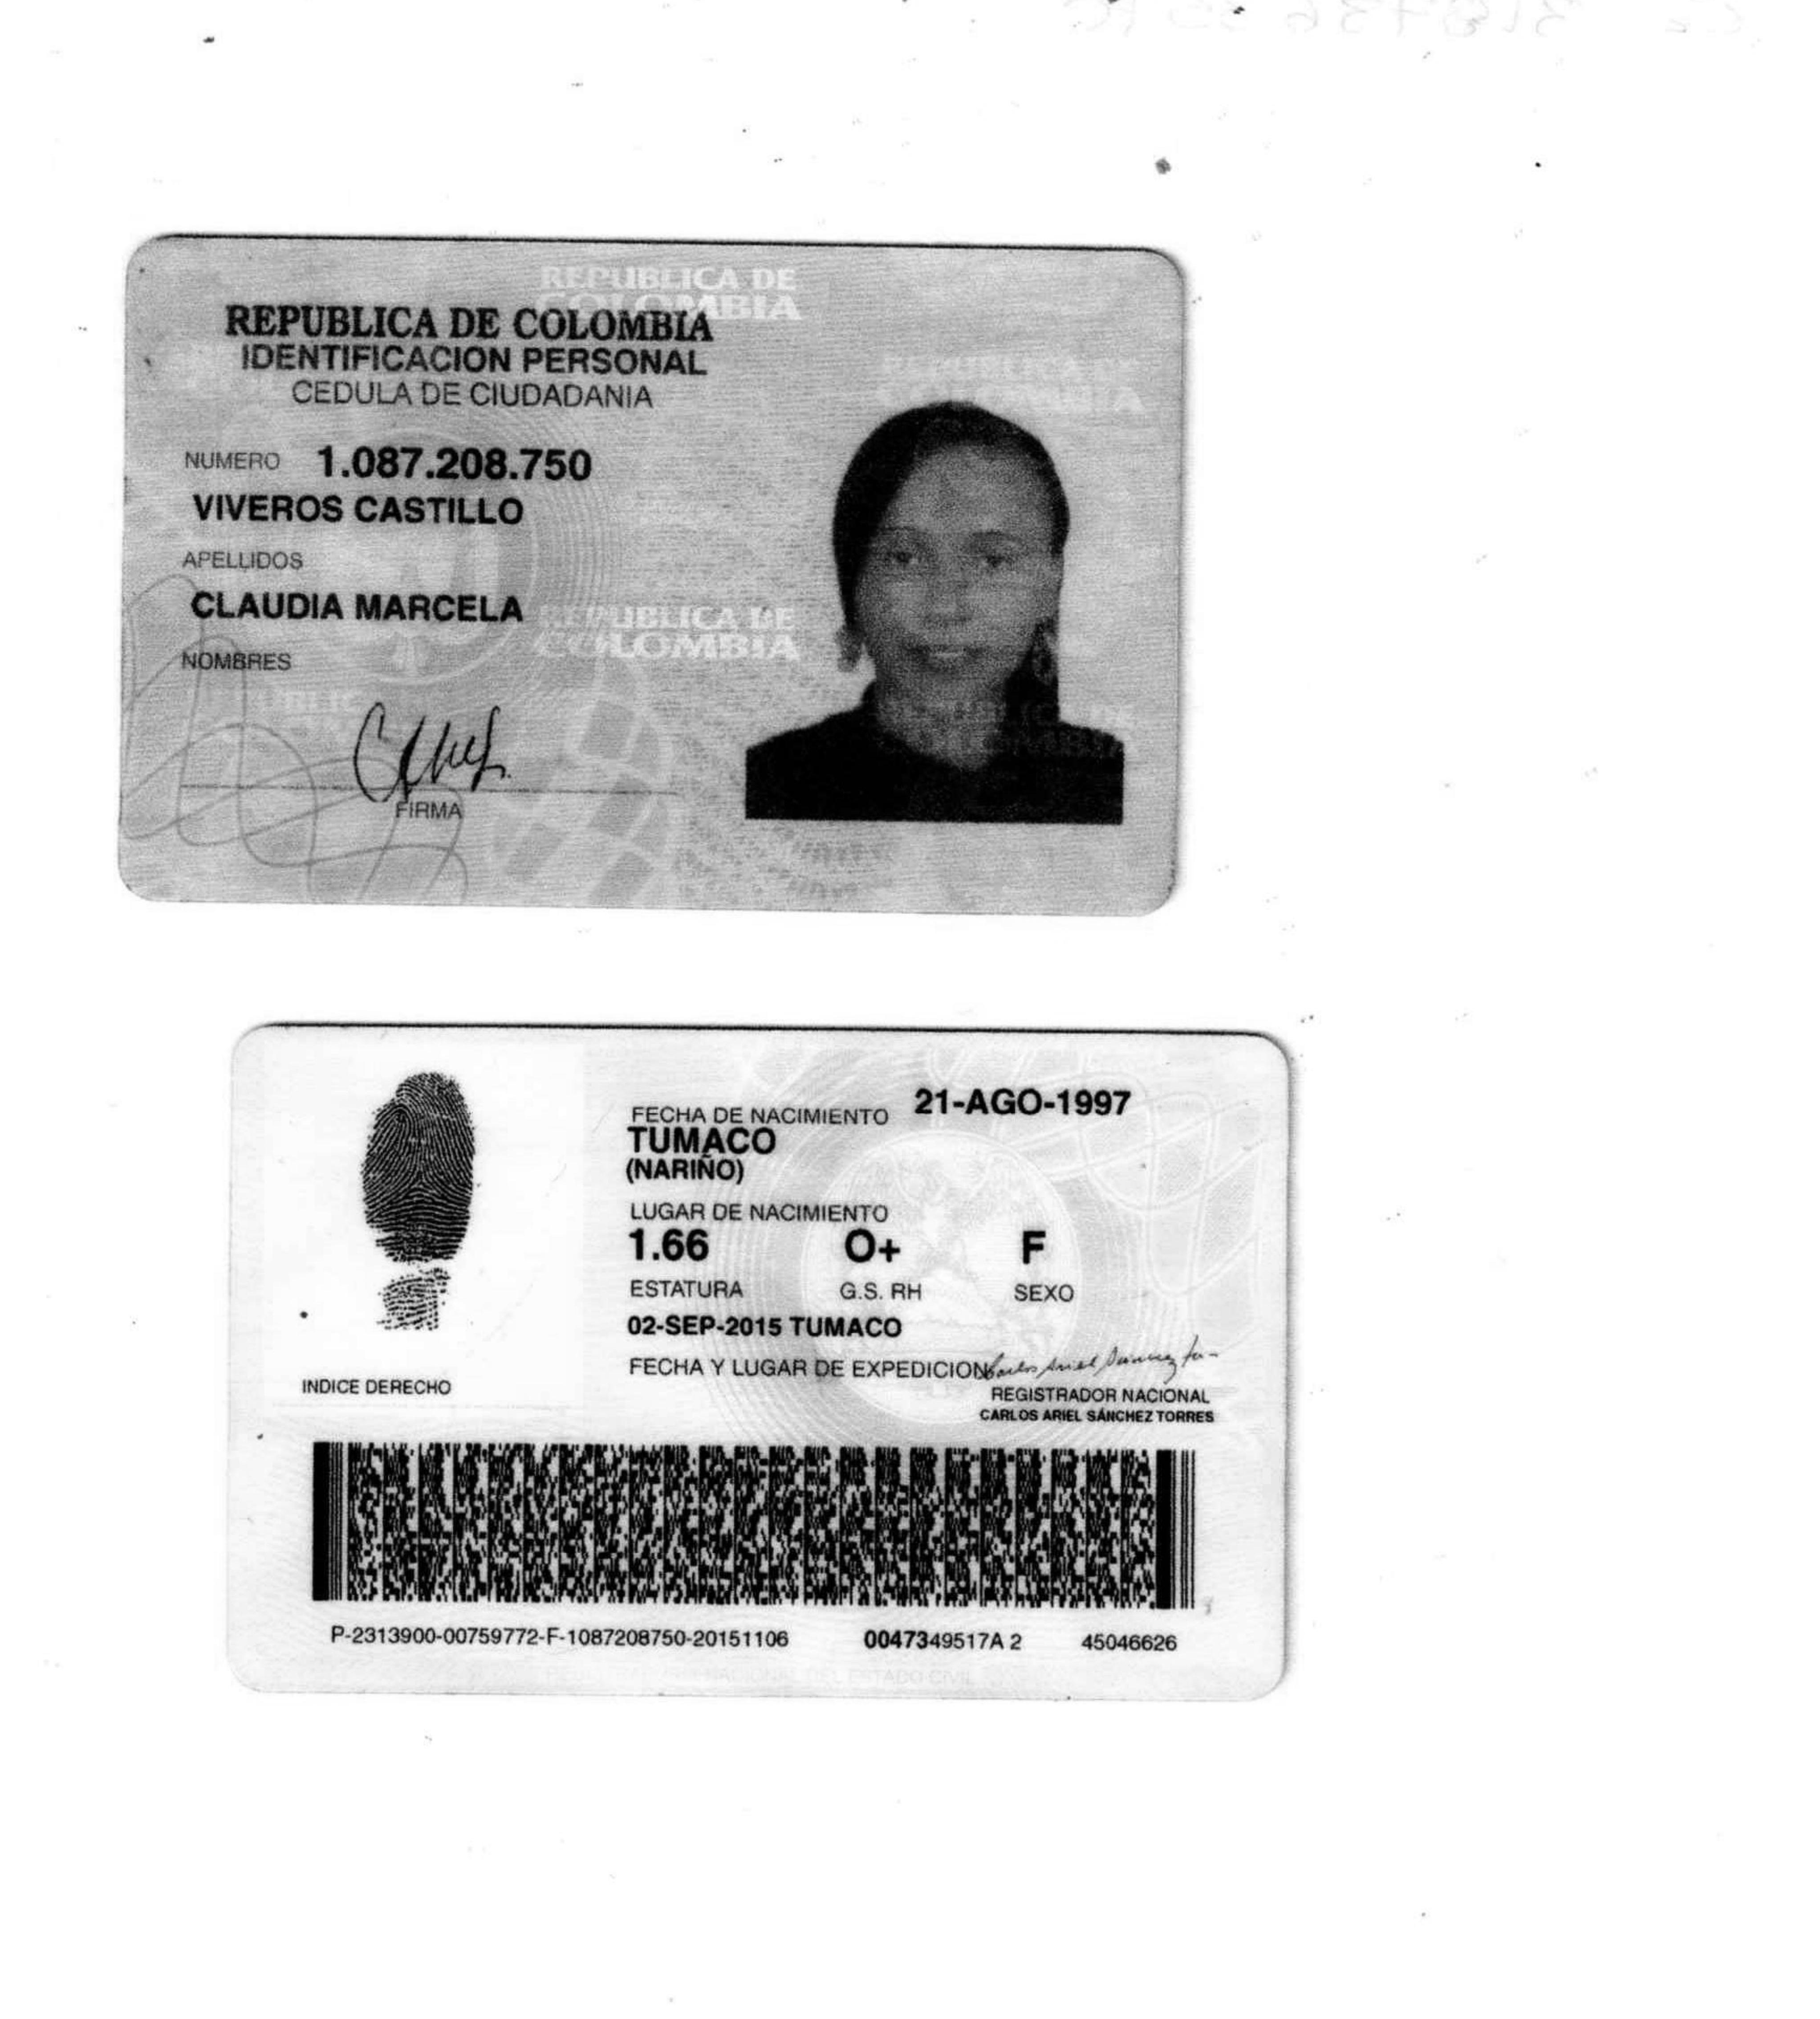 REPUBLICA DE
COLOMBIA
REPUBLICA DE COLOMBIA
IDENTIFICACION PERSONAL
CEDULA DE CIUDADANIA
NUMERO 1.087.208.750
VIVEROS CASTILLO
APELLIDOS
CLAUDIA MARCELA
REPUBLICA DE
COLOMBIA
NOMBRES
FIRMA
21-AGO-1997
FECHA DE NACIMIENTO
TUMACO
(NARIÑO)
LUGAR DE NACIMIENTO
1.66 O+ F
ESTATURA G.S. RH SEXO
02-SEP-2015 TUMACO
FECHA Y LUGAR DE EXPEDICION
INDICE DERECHO
REGISTRADOR NACIONAL
CARLOS ARIEL SÁNCHEZ TORRES
P-2313900-00759772-F-1087208750-20151106 0047349517A 2 45046626